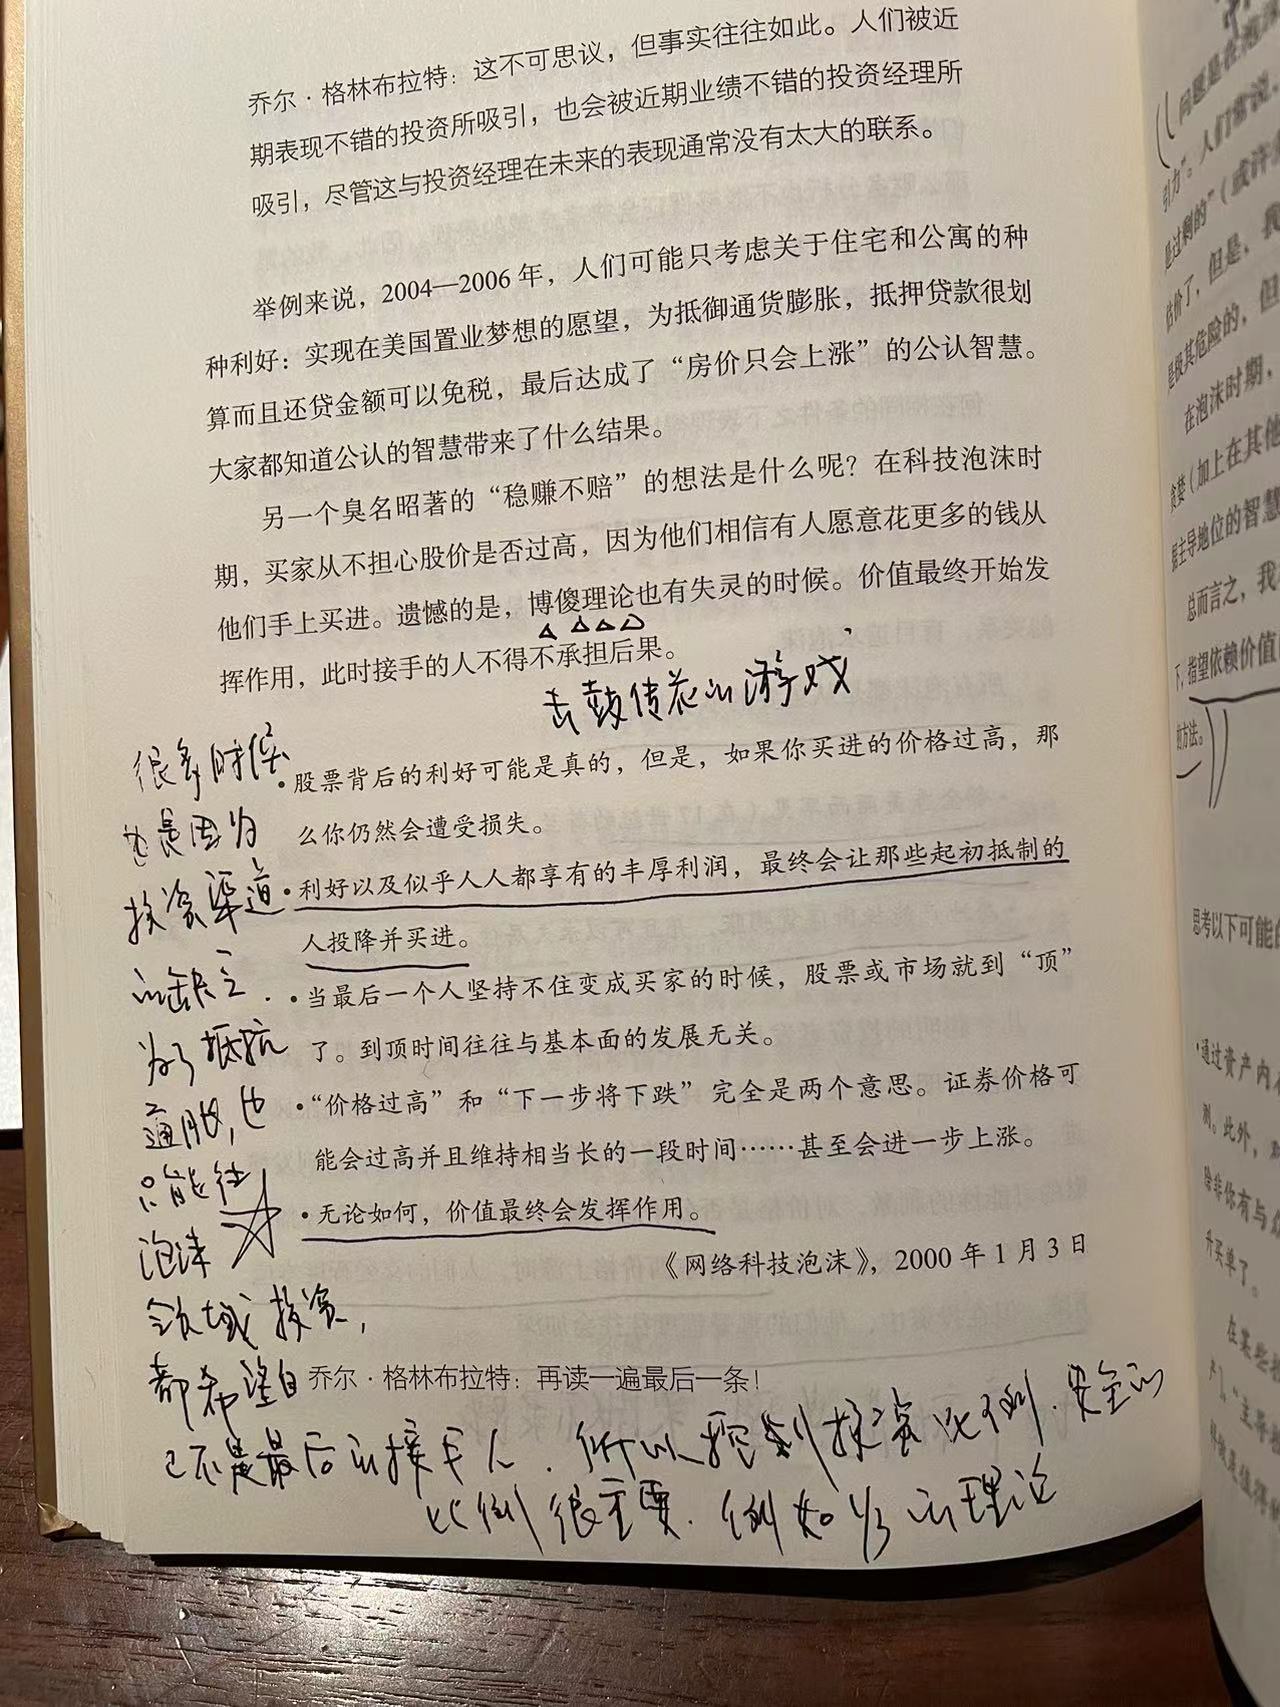 乔尔·格林布拉特：这不可思议，但事实往往如此。人们被近
期表现不错的投资所吸引，也会被近期业绩不错的投资经理所
吸引，尽管这与投资经理在未来的表现通常没有太大的联系。
举例来说，2004—2006年，人们可能只考虑关于住宅和公寓的种
种利好：实现在美国置业梦想的愿望，为抵御通货膨胀，抵押贷款很划
算而且还贷金额可以免税，最后达成了“房价只会上涨”的公认智慧。
大家都知道公认的智慧带来了什么结果。
另一个臭名昭著的“稳赚不赔”的想法是什么呢？在科技泡沫时
期，买家从不担心股价是否过高，因为他们相信有人愿意花更多的钱从
他们手上买进。遗憾的是，博傻理论也有失灵的时候。价值最终开始发
挥作用，此时接手的人不得不承担后果。
击鼓传花的游戏
·股票背后的利好可能是真的，但是，如果你买进的价格过高，那
么你仍然会遭受损失。
·利好以及似乎人人都享有的丰厚利润，最终会让那些起初抵制的
人投降并买进。
·当最后一个人坚持不住变成买家的时候，股票或市场就到“顶”
了。到顶时间往往与基本面的发展无关。
·“价格过高”和“下一步将下跌”完全是两个意思。证券价格可
能会过高并且维持相当长的一段时间……甚至会进一步上涨。
·无论如何，价值最终会发挥作用。
《网络科技泡沫》，2000年1月3日
乔尔·格林布拉特：再读一遍最后一条！
很多时候
也是因为
投资渠道
的缺乏．
为了抵抗
通胀，也
只能往
泡沫
领域投资，
都希望自
己不是最后的接手人．所以控制投资比例．安全的
比例很重要．例如1/3的理论
问题是
引力”。人们常说：
是过剩的”（或许
估价了，但是，我
是极其危险的，但
在泡沫时期，
贪婪（加上在其他
据主导地位的智慧
总而言之，我
下，指望依赖价值
的方法。
思考以下可能的
·通过资产内
测。此外，
除非你有与众
升买单了。
在某些